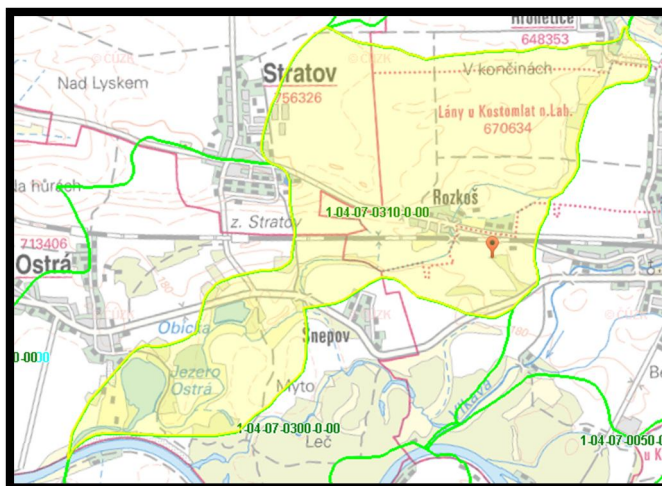 Hronětice
648353
© ČÚZK
V končinách
Stratov
756326
Nad Lyskem
Lány u Kostomlat n.Lab.
670634
Na hůrách
Rozkoš
1-04-07-0310-0-00
z. Stratov
713406
Ostrá
Obícka
Šnepov
Jezero
Ostrá
Mýto
Vlkava
1-04-07-0300-0-00
Leč
1-04-07-0050-0